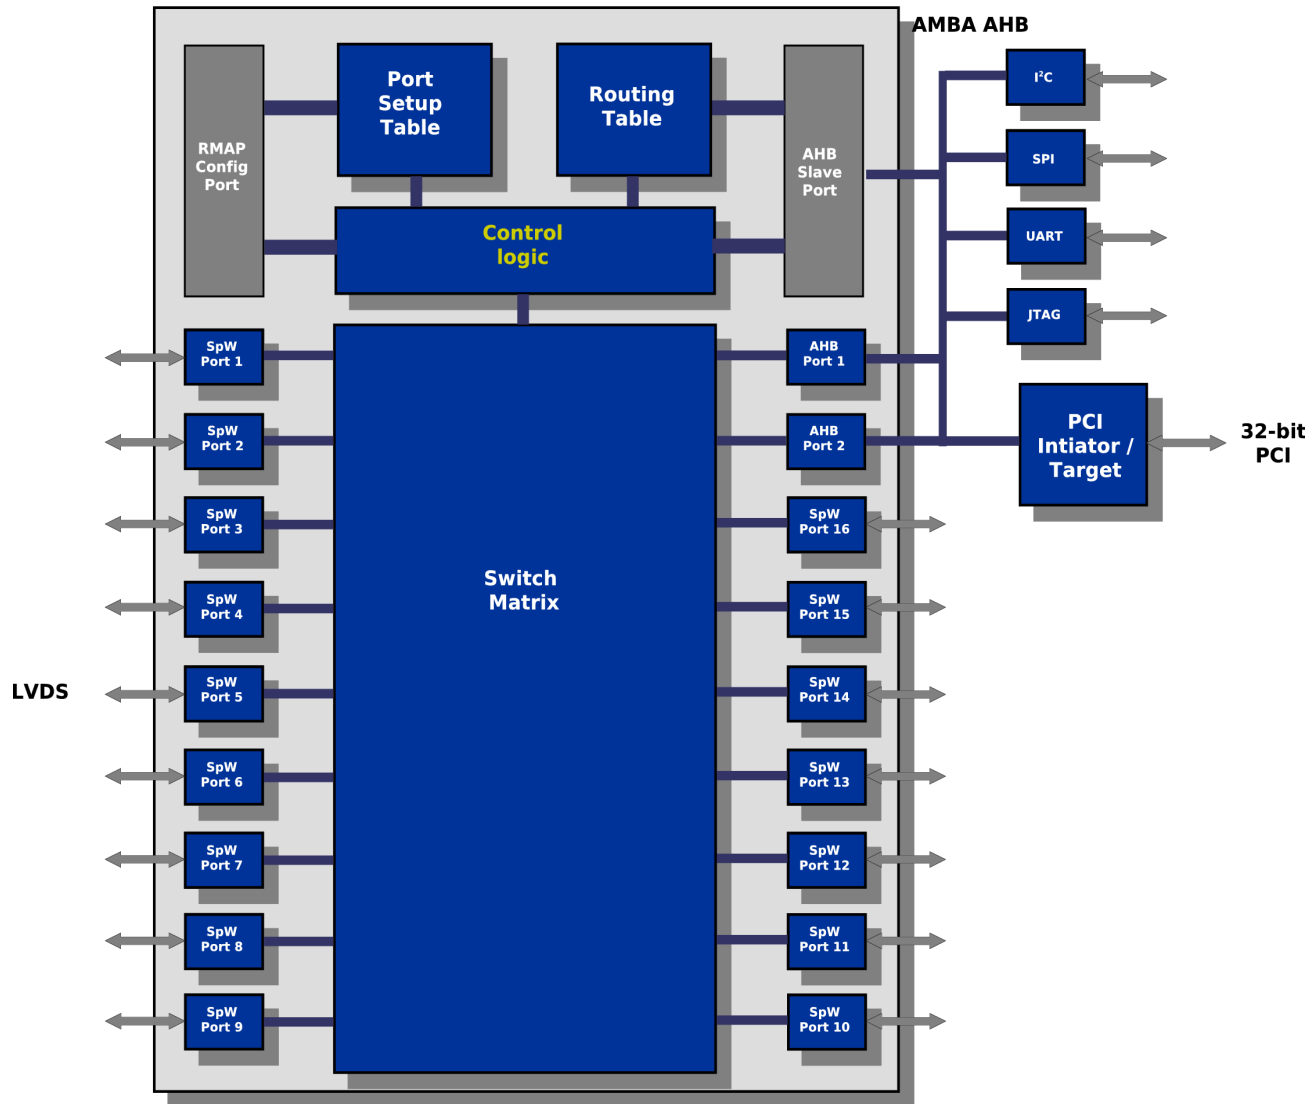 AMBA AHB
Port
Setup
Table
Routing
Table
RMAP
Config
Port
AHB
Slave
Port
Control
logic
I²C
SPI
UART
JTAG
PCI
Intiator /
Target
32-bit
PCI
SpW
Port 1
SpW
Port 2
SpW
Port 3
SpW
Port 4
SpW
Port 5
SpW
Port 6
SpW
Port 7
SpW
Port 8
SpW
Port 9
LVDS
Switch
Matrix
AHB
Port 1
AHB
Port 2
SpW
Port 16
SpW
Port 15
SpW
Port 14
SpW
Port 13
SpW
Port 12
SpW
Port 11
SpW
Port 10